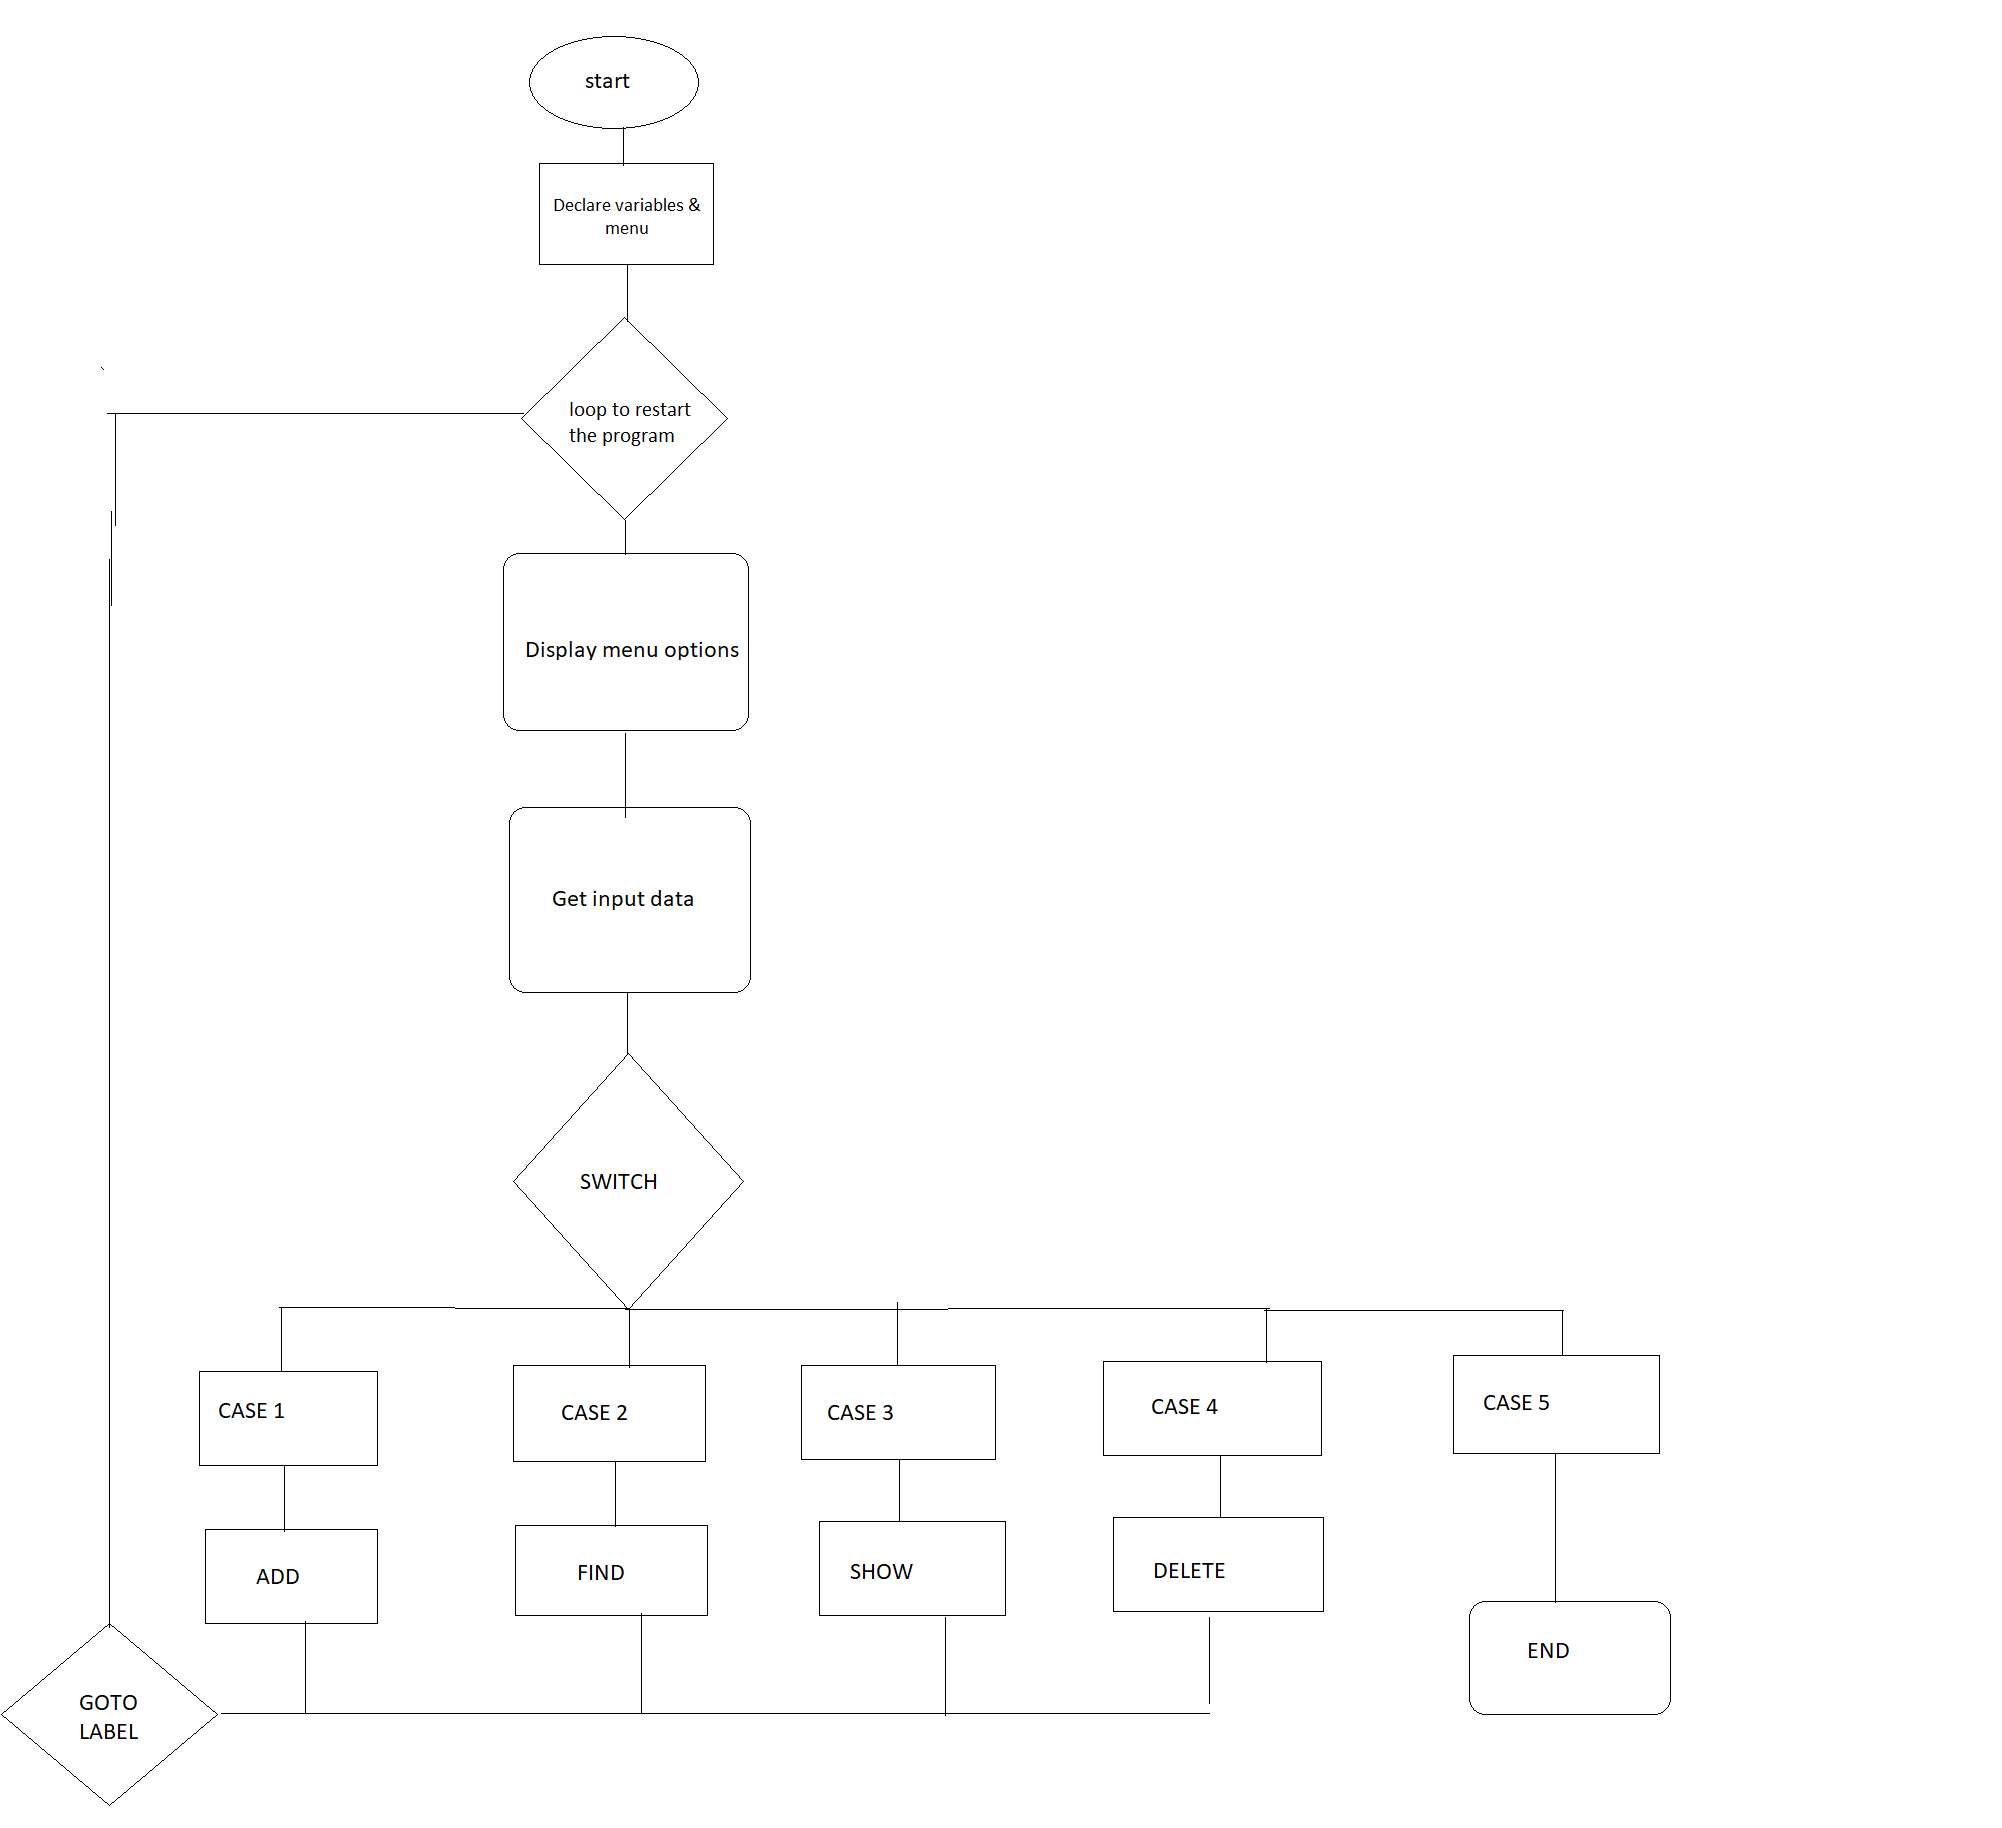 start
Declare variables &
menu
loop to restart
the program
Display menu options
Get input data
SWITCH
CASE 1
CASE 2
CASE 3
CASE 4
CASE 5
ADD
FIND
SHOW
DELETE
END
GOTO
LABEL